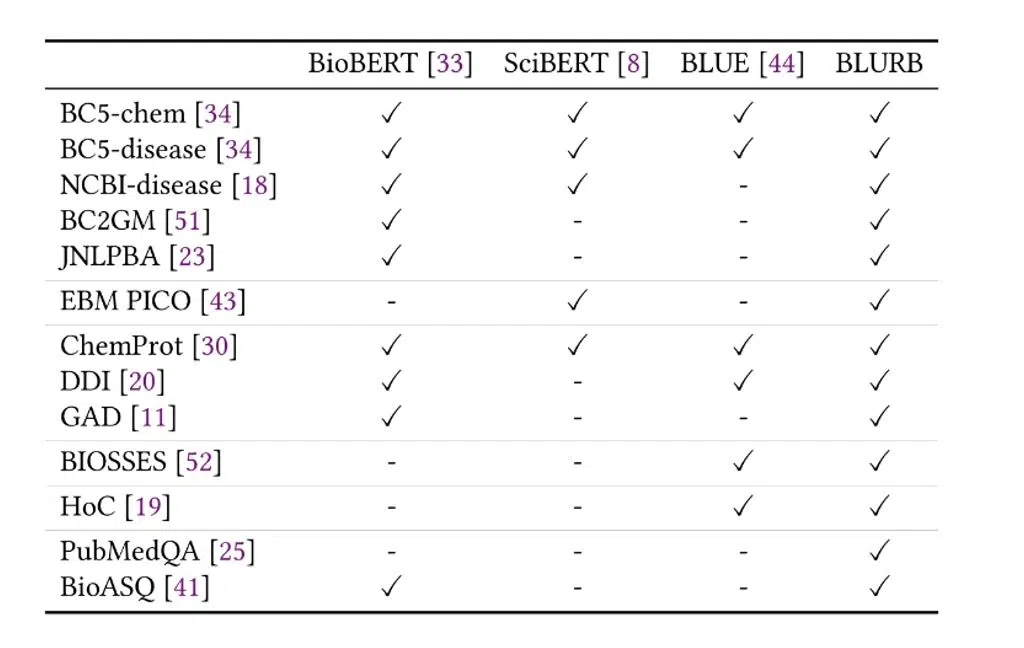 BioBERT [33] SciBERT [8] BLUE [44] BLURB
BC5-chem [34] ✓ ✓ ✓ ✓
BC5-disease [34] ✓ ✓ ✓ ✓
NCBI-disease [18] ✓ ✓ - ✓
BC2GM [51] ✓ - - ✓
JNLPBA [23] ✓ - - ✓
EBM PICO [43] - ✓ - ✓
ChemProt [30] ✓ ✓ ✓ ✓
DDI [20] ✓ - ✓ ✓
GAD [11] ✓ - - ✓
BIOSSES [52] - - ✓ ✓
HoC [19] - - ✓ ✓
PubMedQA [25] - - - ✓
BioASQ [41] ✓ - - ✓